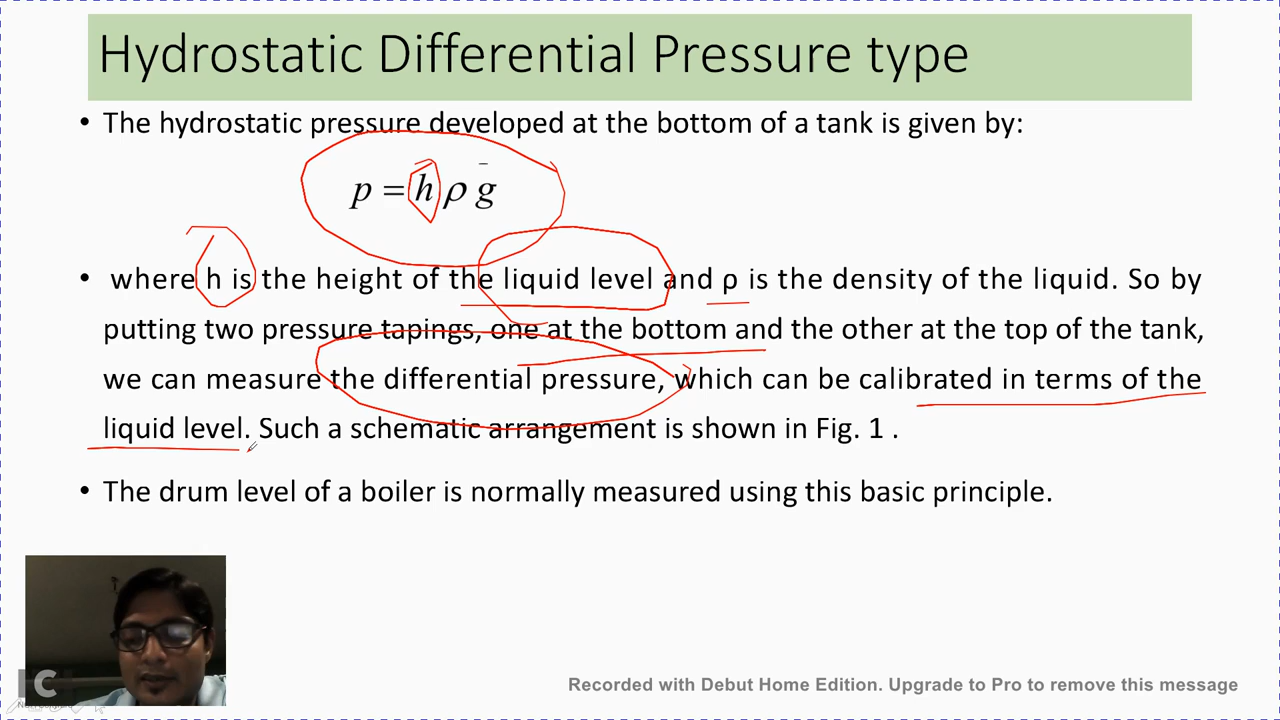 Hydrostatic Differential Pressure type
• The hydrostatic pressure developed at the bottom of a tank is given by:
p = h ρ g
• where h is the height of the liquid level and ρ is the density of the liquid. So by
putting two pressure tapings, one at the bottom and the other at the top of the tank,
we can measure the differential pressure, which can be calibrated in terms of the
liquid level. Such a schematic arrangement is shown in Fig. 1 .
• The drum level of a boiler is normally measured using this basic principle.
Recorded with Debut Home Edition. Upgrade to Pro to remove this message